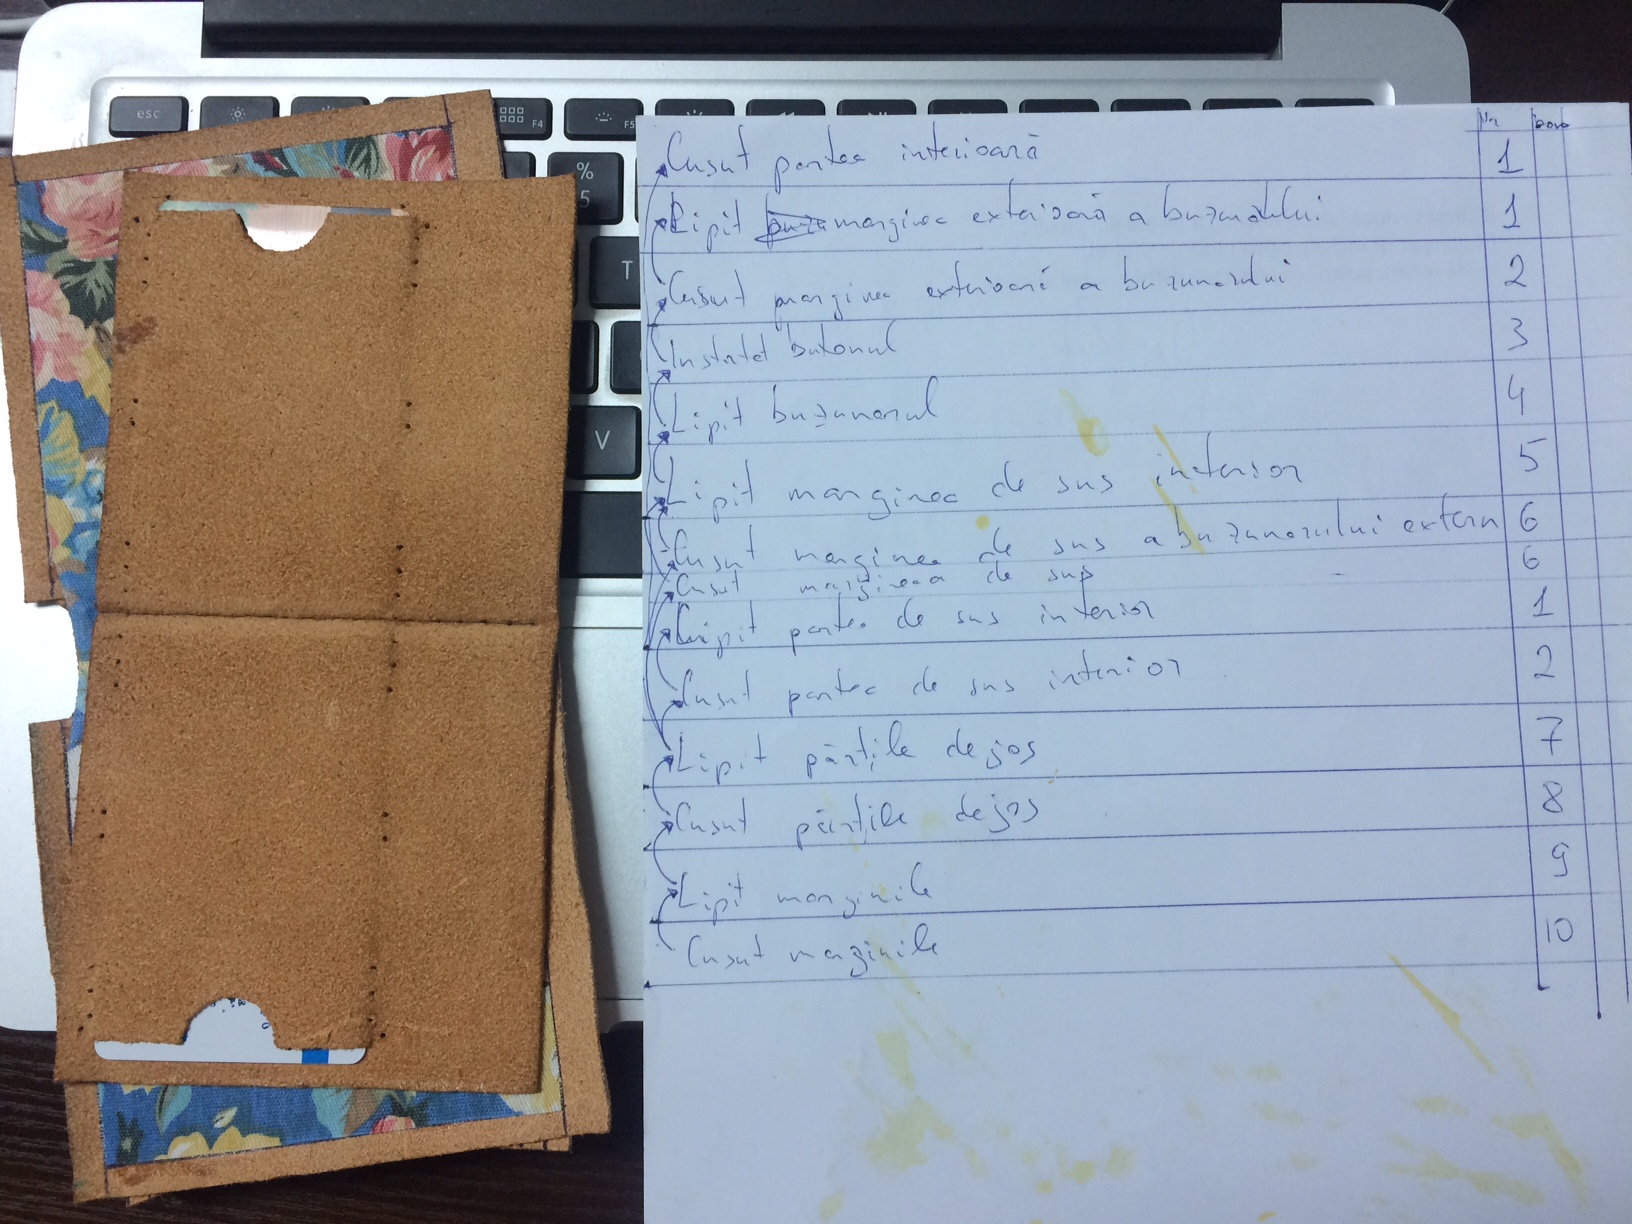 Nr
Cusut partea interioară 1
Lipit marginea exterioară a buzunarului 1
Cusut marginea exterioară a buzunarului 2
Instalat butonul 3
Lipit buzunarul 4
Lipit marginea de sus interior 5
Cusut marginea de sus a buzunarului extern 6
Cusut marginea de sus 6
Lipit partea de sus interior 1
Cusut partea de sus interior 2
Lipit părțile de jos 7
Cusut părțile de jos 8
Lipit marginile 9
Cusut marginile 10
esc
F4
F5
%
5
T
V